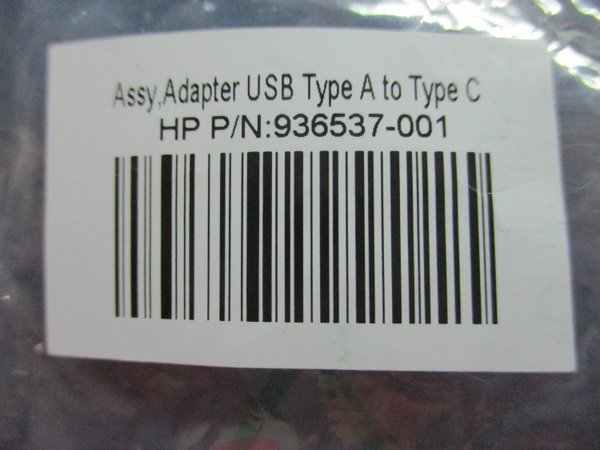 Assy,Adapter USB Type A to Type C
HP P/N:936537-001